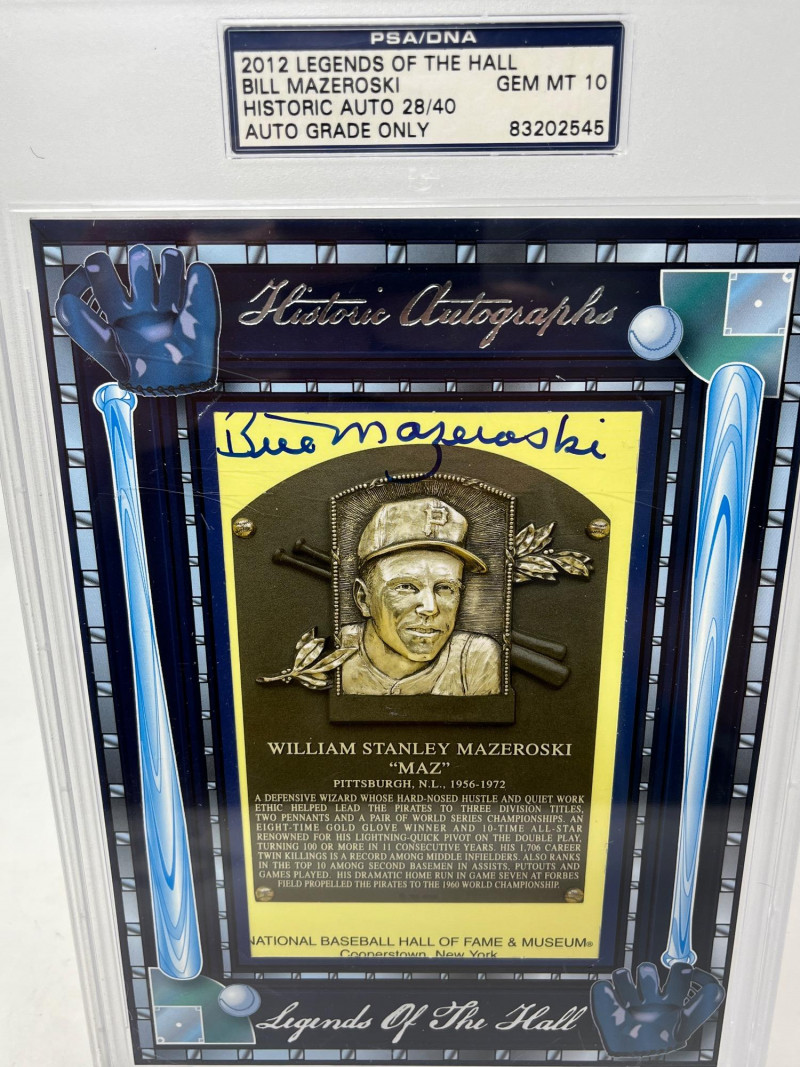 PSA/DNA
2012 LEGENDS OF THE HALL
BILL MAZEROSKI GEM MT 10
HISTORIC AUTO 28/40
AUTO GRADE ONLY 83202545
Historic Autographs
Bill Mazeroski
P
WILLIAM STANLEY MAZEROSKI
“MAZ”
PITTSBURGH, N.L., 1956-1972
A DEFENSIVE WIZARD WHOSE HARD-NOSED HUSTLE AND QUIET WORK
ETHIC HELPED LEAD THE PIRATES TO THREE DIVISION TITLES,
TWO PENNANTS AND A PAIR OF WORLD SERIES CHAMPIONSHIPS. AN
EIGHT-TIME GOLD GLOVE WINNER AND 10-TIME ALL-STAR
RENOWNED FOR HIS LIGHTNING-QUICK PIVOT ON THE DOUBLE PLAY,
TURNING 100 OR MORE IN 11 CONSECUTIVE YEARS. HIS 1,706 CAREER
TWIN KILLINGS IS A RECORD AMONG MIDDLE INFIELDERS. ALSO RANKS
IN THE TOP 10 AMONG SECOND BASEMEN IN ASSISTS, PUTOUTS AND
GAMES PLAYED. HIS DRAMATIC HOME RUN IN GAME SEVEN AT FORBES
FIELD PROPELLED THE PIRATES TO THE 1960 WORLD CHAMPIONSHIP.
NATIONAL BASEBALL HALL OF FAME & MUSEUM®
Cooperstown, New York
Legends Of The Hall